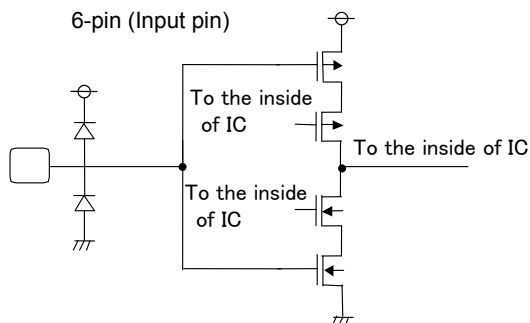 6-pin (Input pin)
To the inside
of IC
To the inside of IC
To the inside
of IC